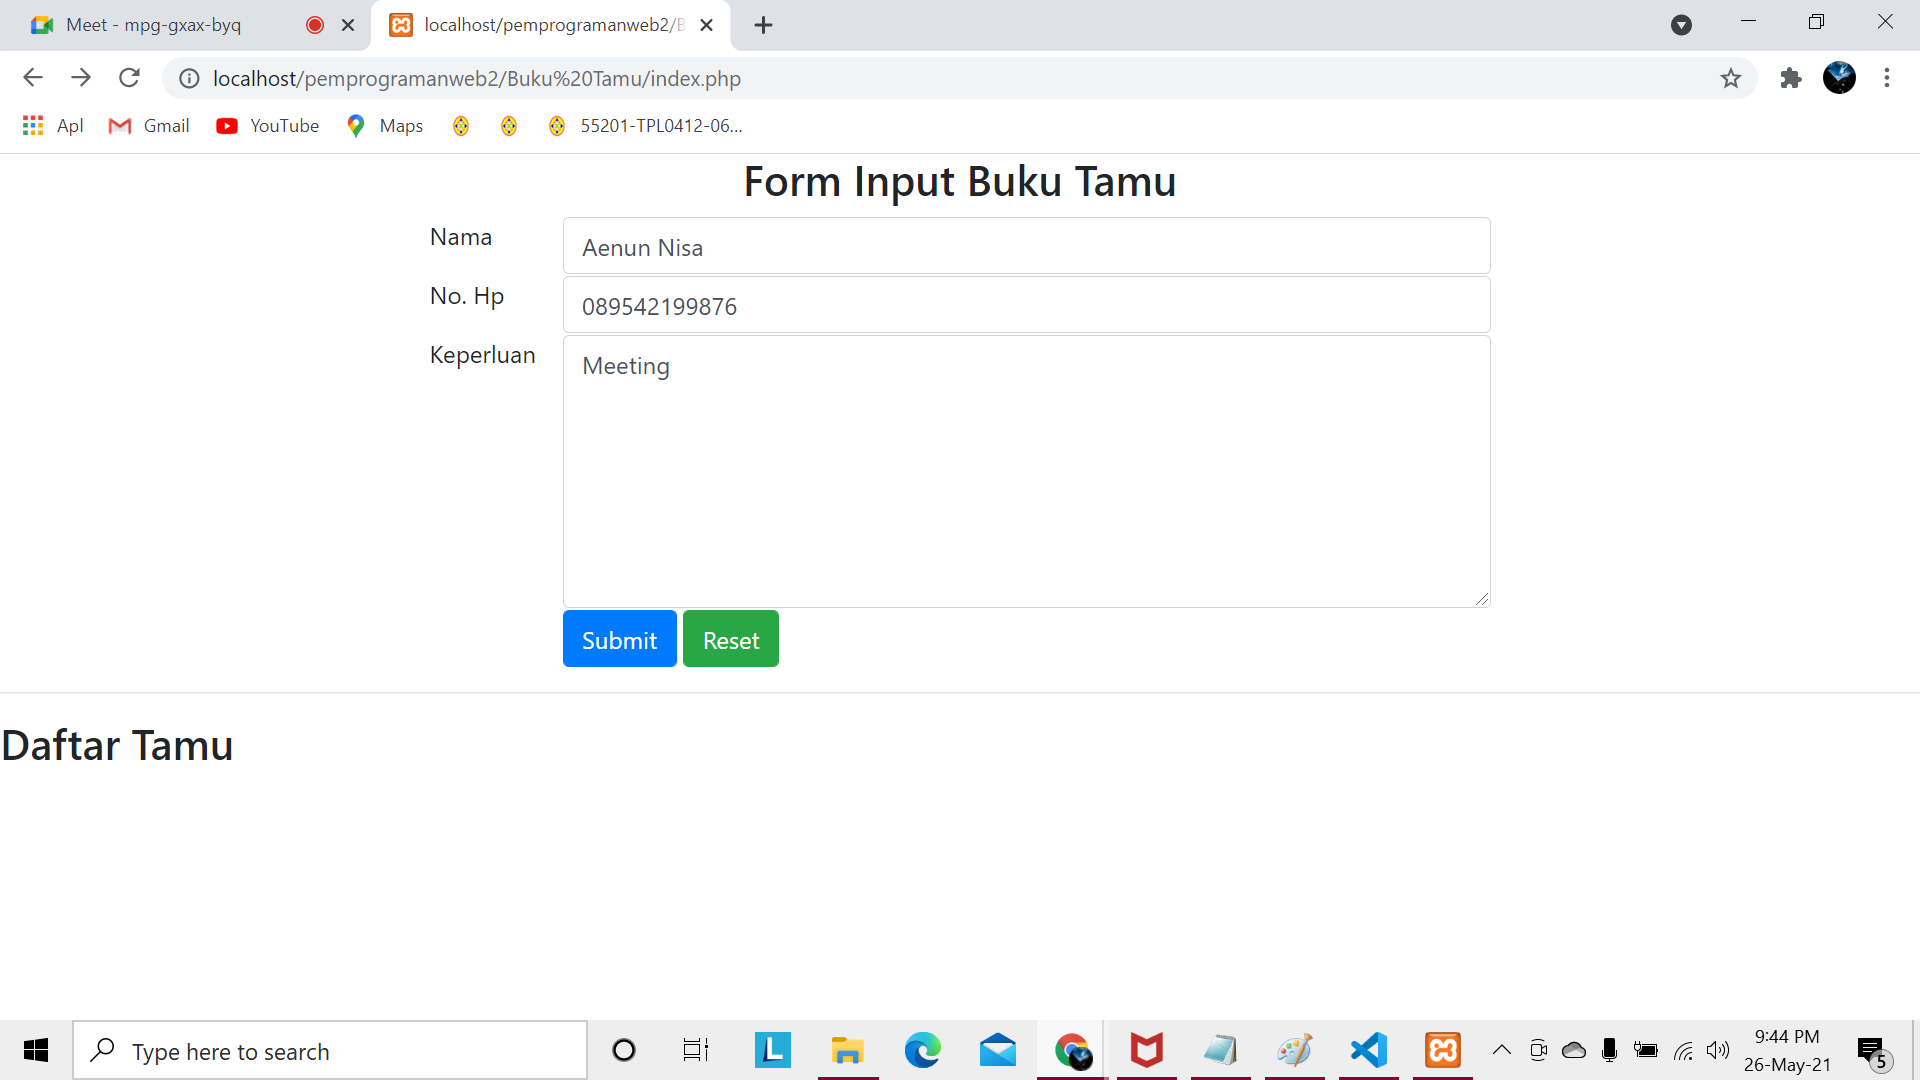 Meet - mpg-gxax-byq
localhost/pemprogramanweb2/B
localhost/pemprogramanweb2/Buku%20Tamu/index.php
Apl Gmail YouTube Maps 55201-TPL0412-06...
Form Input Buku Tamu
Nama Aenun Nisa
No. Hp 089542199876
Keperluan Meeting
Submit Reset
Daftar Tamu
Type here to search
L
9:44 PM
26-May-21
5